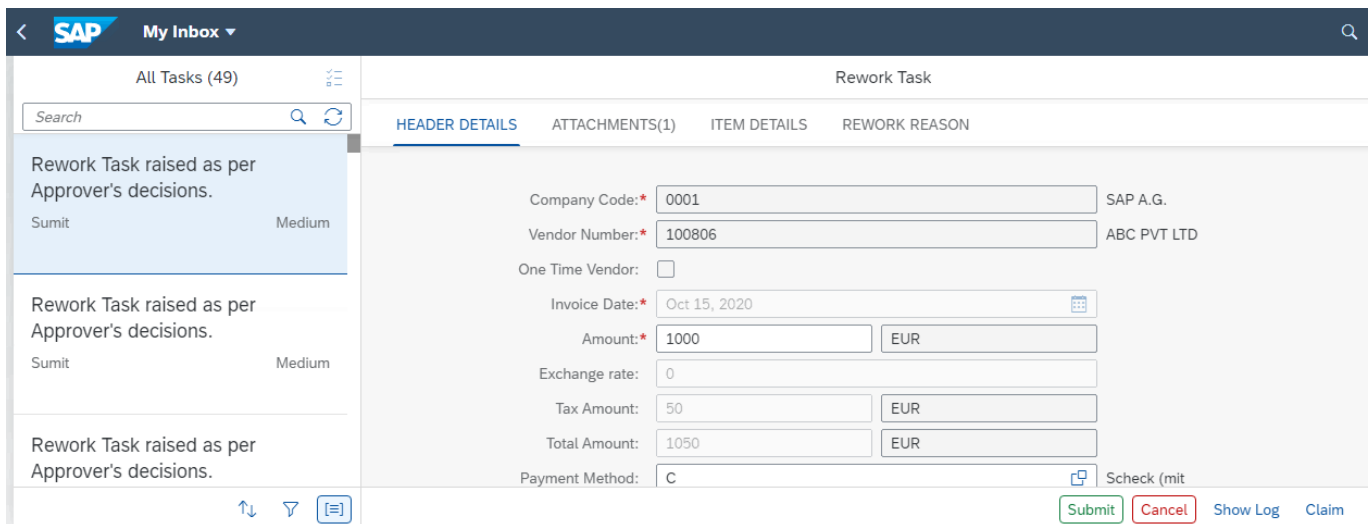 SAP My Inbox
All Tasks (49)
Search
Rework Task raised as per
Approver's decisions.
Sumit Medium
Rework Task raised as per
Approver's decisions.
Sumit Medium
Rework Task raised as per
Approver's decisions.
Rework Task
HEADER DETAILS ATTACHMENTS(1) ITEM DETAILS REWORK REASON
Company Code:* 0001 SAP A.G.
Vendor Number:* 100806 ABC PVT LTD
One Time Vendor:
Invoice Date:* Oct 15, 2020
Amount:* 1000 EUR
Exchange rate: 0
Tax Amount: 50 EUR
Total Amount: 1050 EUR
Payment Method: C Scheck (mit
Submit Cancel Show Log Claim